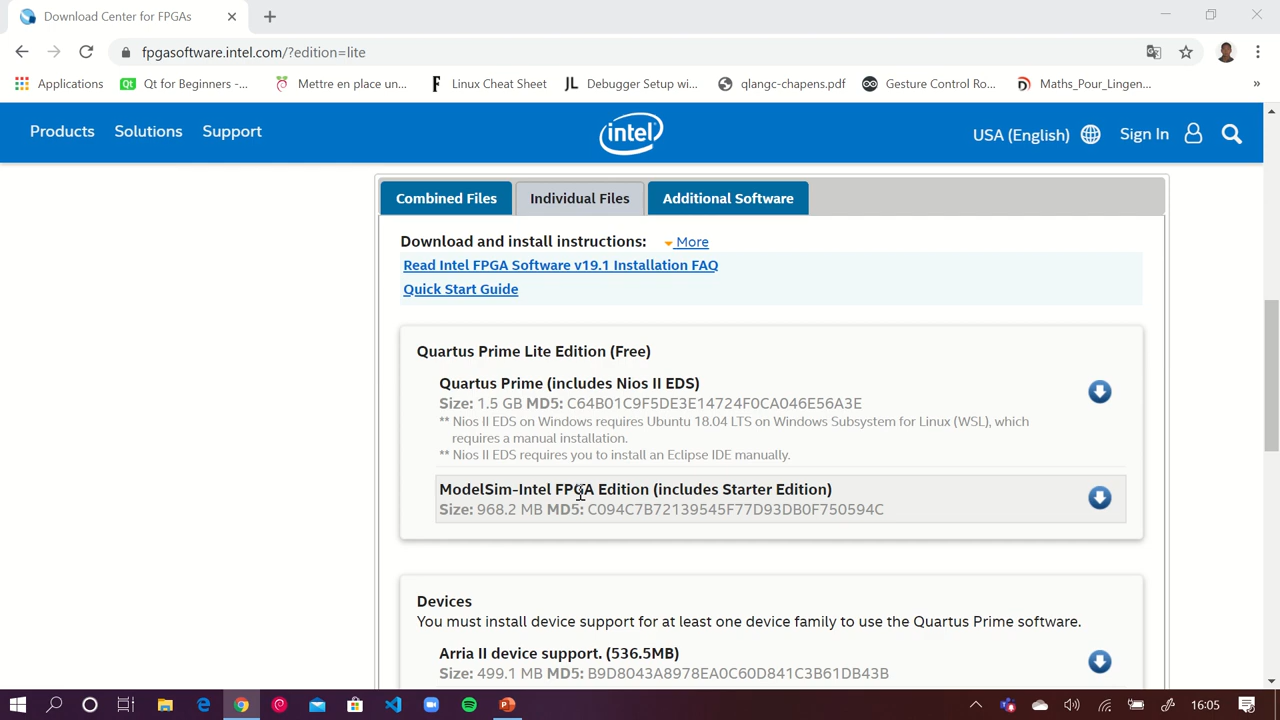 Download Center for FPGAs
fpgasoftware.intel.com/?edition=lite
Applications
Qt for Beginners -...
Mettre en place un...
Linux Cheat Sheet
Debugger Setup wi...
qlangc-chapens.pdf
Gesture Control Ro...
Maths_Pour_Lingen...
»
Products
Solutions
Support
intel
USA (English)
Sign In
Combined Files
Individual Files
Additional Software
Download and install instructions: More
Read Intel FPGA Software v19.1 Installation FAQ
Quick Start Guide
Quartus Prime Lite Edition (Free)
Quartus Prime (includes Nios II EDS)
Size: 1.5 GB MD5: C64B01C9F5DE3E14724F0CA046E56A3E
** Nios II EDS on Windows requires Ubuntu 18.04 LTS on Windows Subsystem for Linux (WSL), which
requires a manual installation.
** Nios II EDS requires you to install an Eclipse IDE manually.
ModelSim-Intel FPGA Edition (includes Starter Edition)
Size: 968.2 MB MD5: C094C7B72139545F77D93DB0F750594C
Devices
You must install device support for at least one device family to use the Quartus Prime software.
Arria II device support. (536.5MB)
Size: 499.1 MB MD5: B9D8043A8978EA0C60D841C3B61DB43B
16:05